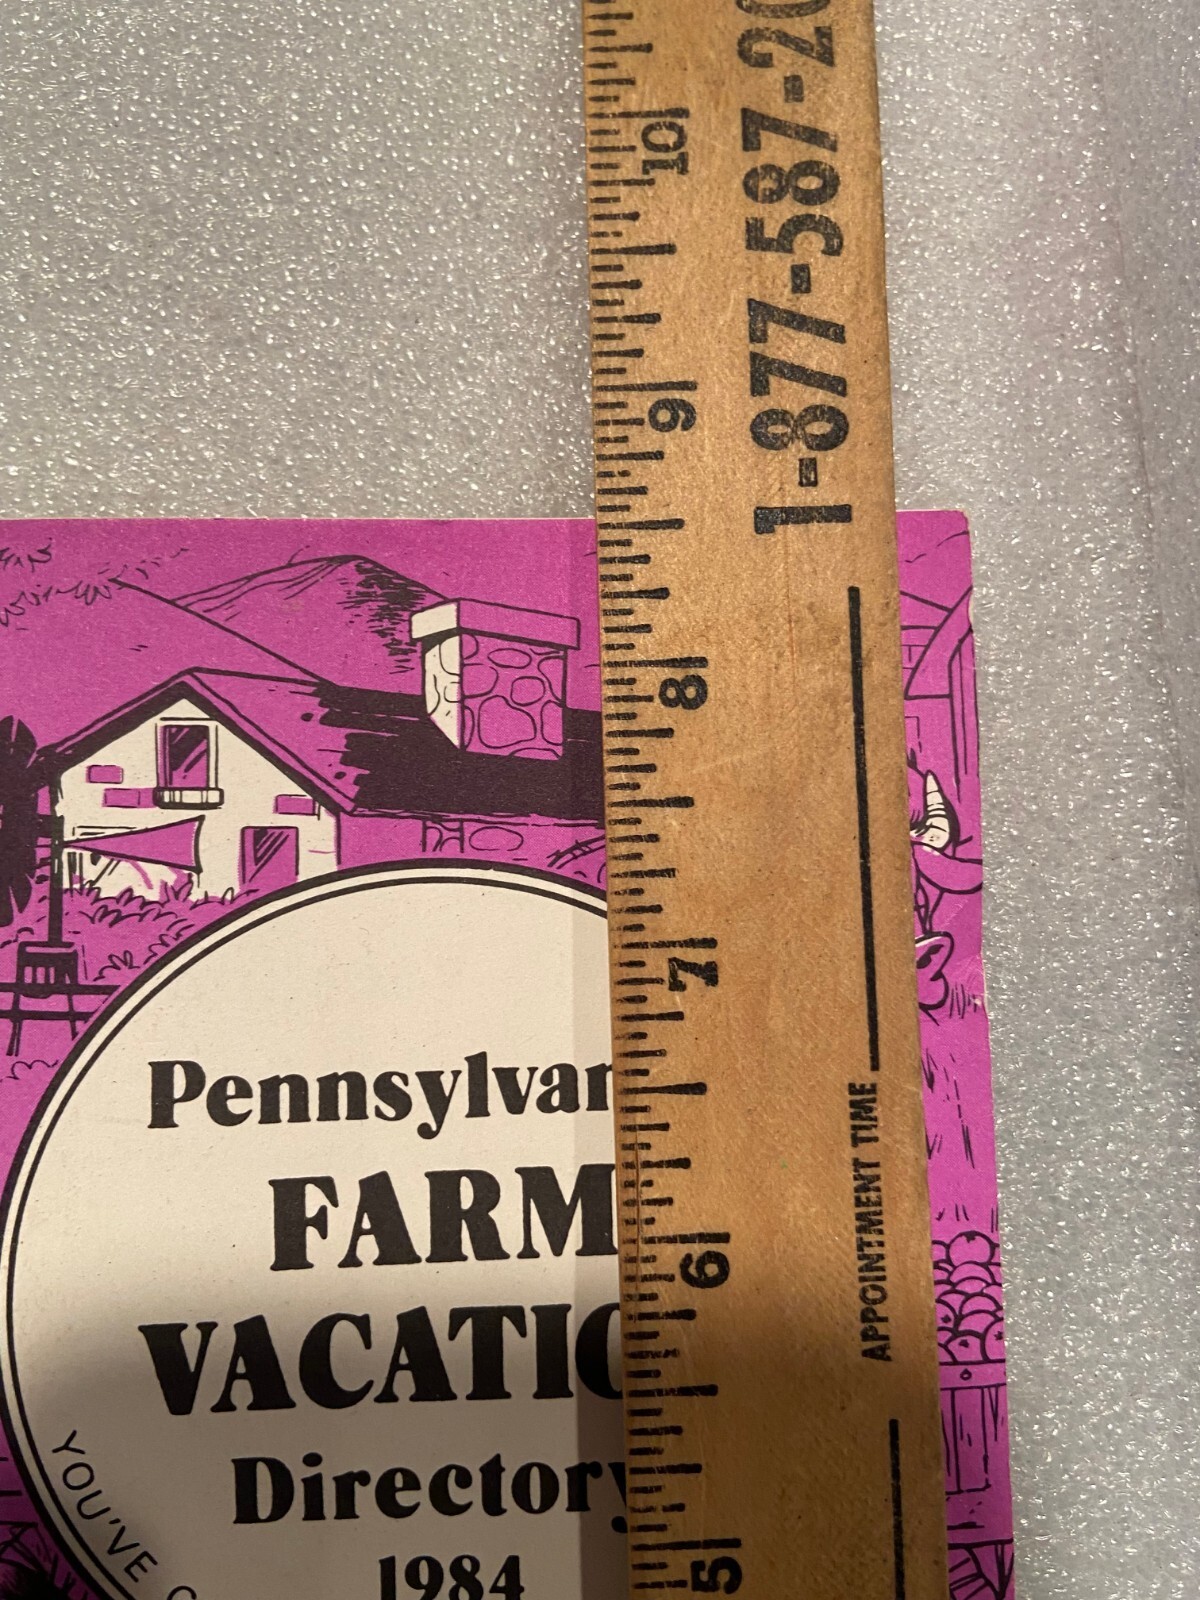 Pennsylvan
FARM
VACATIO
Directory
1984
YOU'VE
1-877-587-20
APPOINTMENT TIME
10
9
8
7
6
5